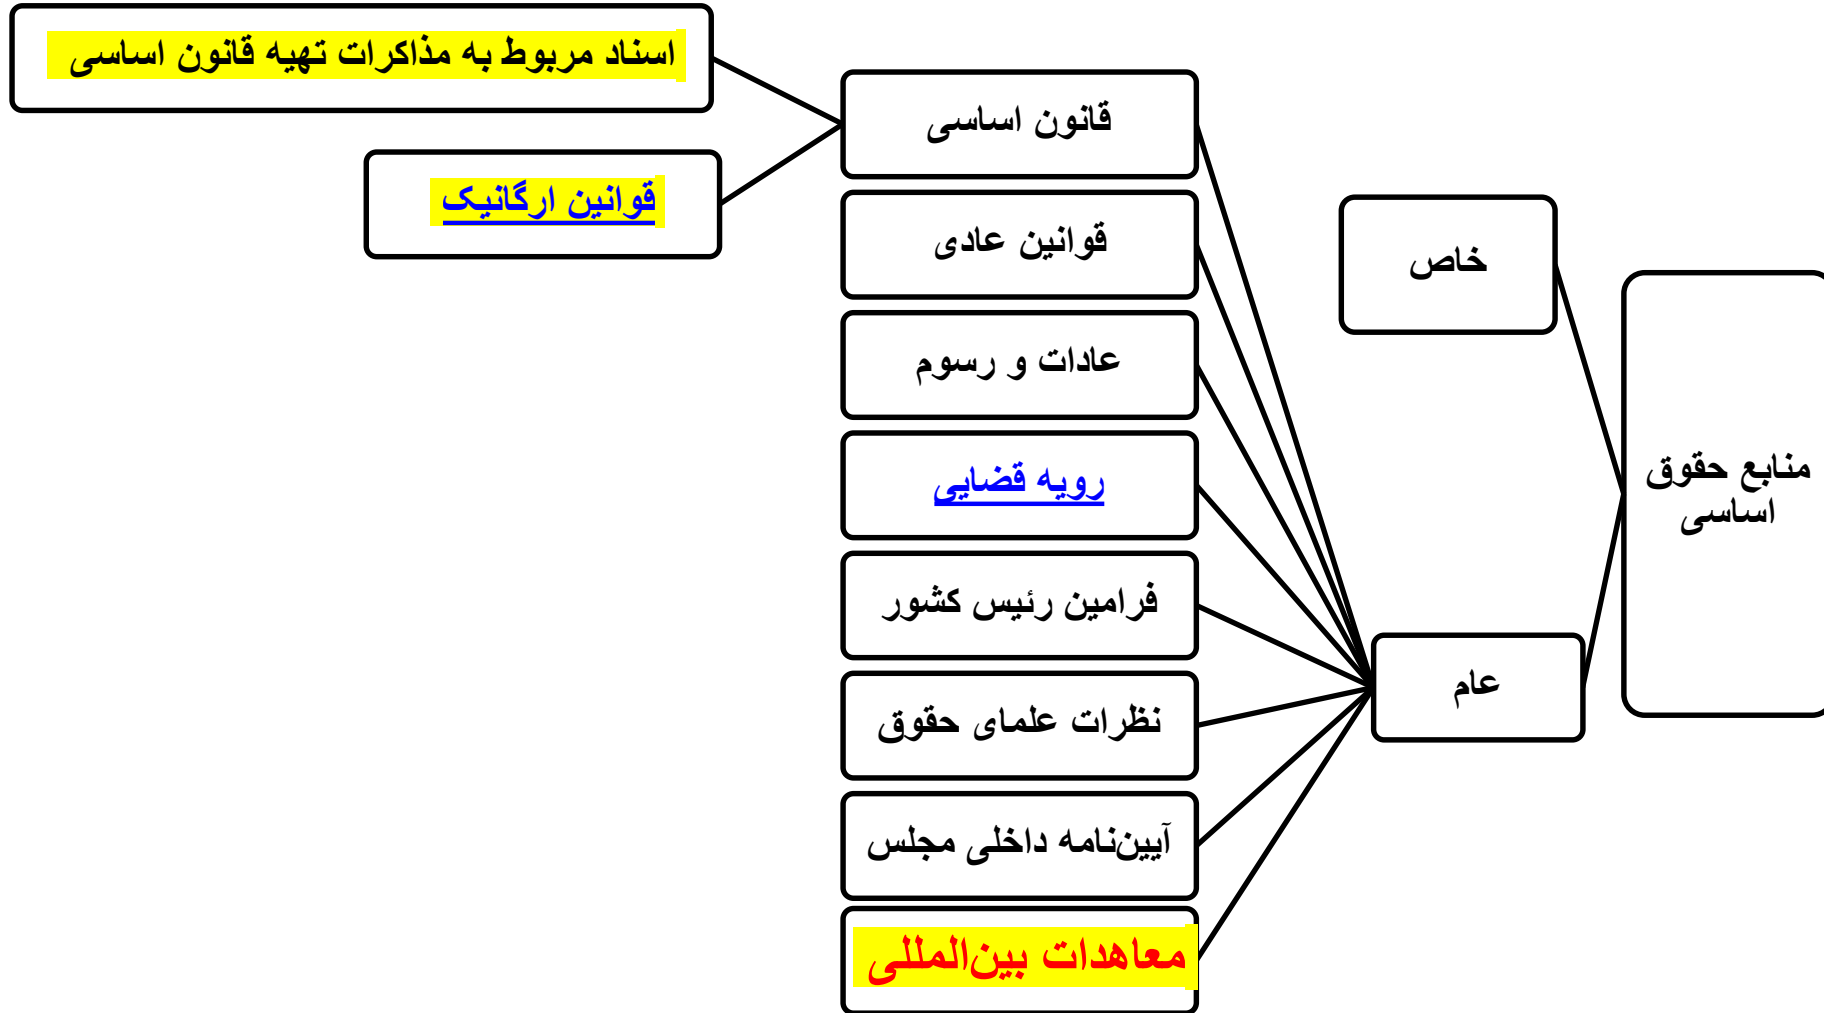 منابع حقوق
اساسی
خاص
عام
قانون اساسی
اسناد مربوط به مذاکرات تهیه قانون اساسی
قوانین ارگانیک
قوانین عادی
عادات و رسوم
رویه قضایی
فرامین رئیس کشور
نظرات علمای حقوق
آیین‌نامه داخلی مجلس
معاهدات بین‌المللی